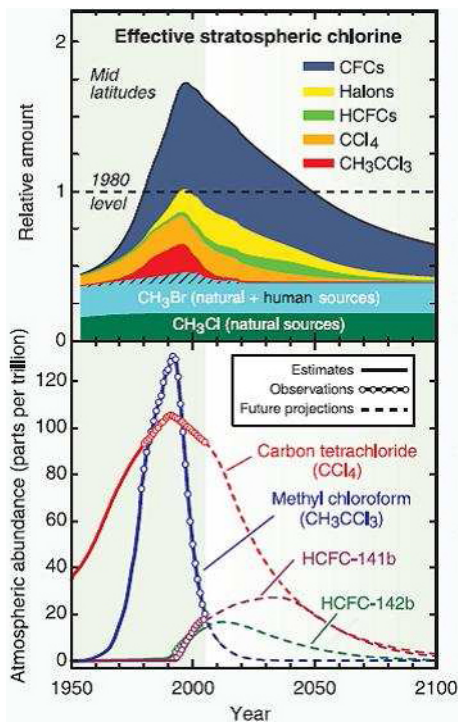 Effective stratospheric chlorine
Mid
latitudes
CFCs
Halons
HCFCs
CCl4
CH3CCl3
1980
level
CH3Br (natural + human sources)
CH3Cl (natural sources)
Relative amount
2
1
0
Estimates
Observations
Future projections
Carbon tetrachloride
(CCl4)
Methyl chloroform
(CH3CCl3)
HCFC-141b
HCFC-142b
Atmospheric abundance (parts per trillion)
120
100
80
60
40
20
0
1950 2000 2050 2100
Year